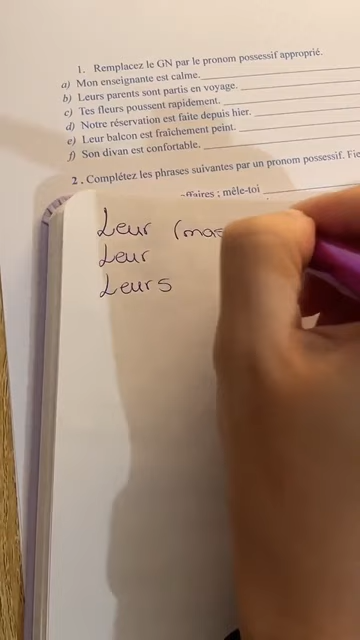 1. Remplacez le GN par le pronom possessif approprié.
a) Mon enseignante est calme.
b) Leurs parents sont partis en voyage.
c) Tes fleurs poussent rapidement.
d) Notre réservation est faite depuis hier.
e) Leur balcon est fraîchement peint.
f) Son divan est confortable.
2. Complétez les phrases suivantes par un pronom possessif.
mêle-toi
Leur (mas
Leur
Leurs